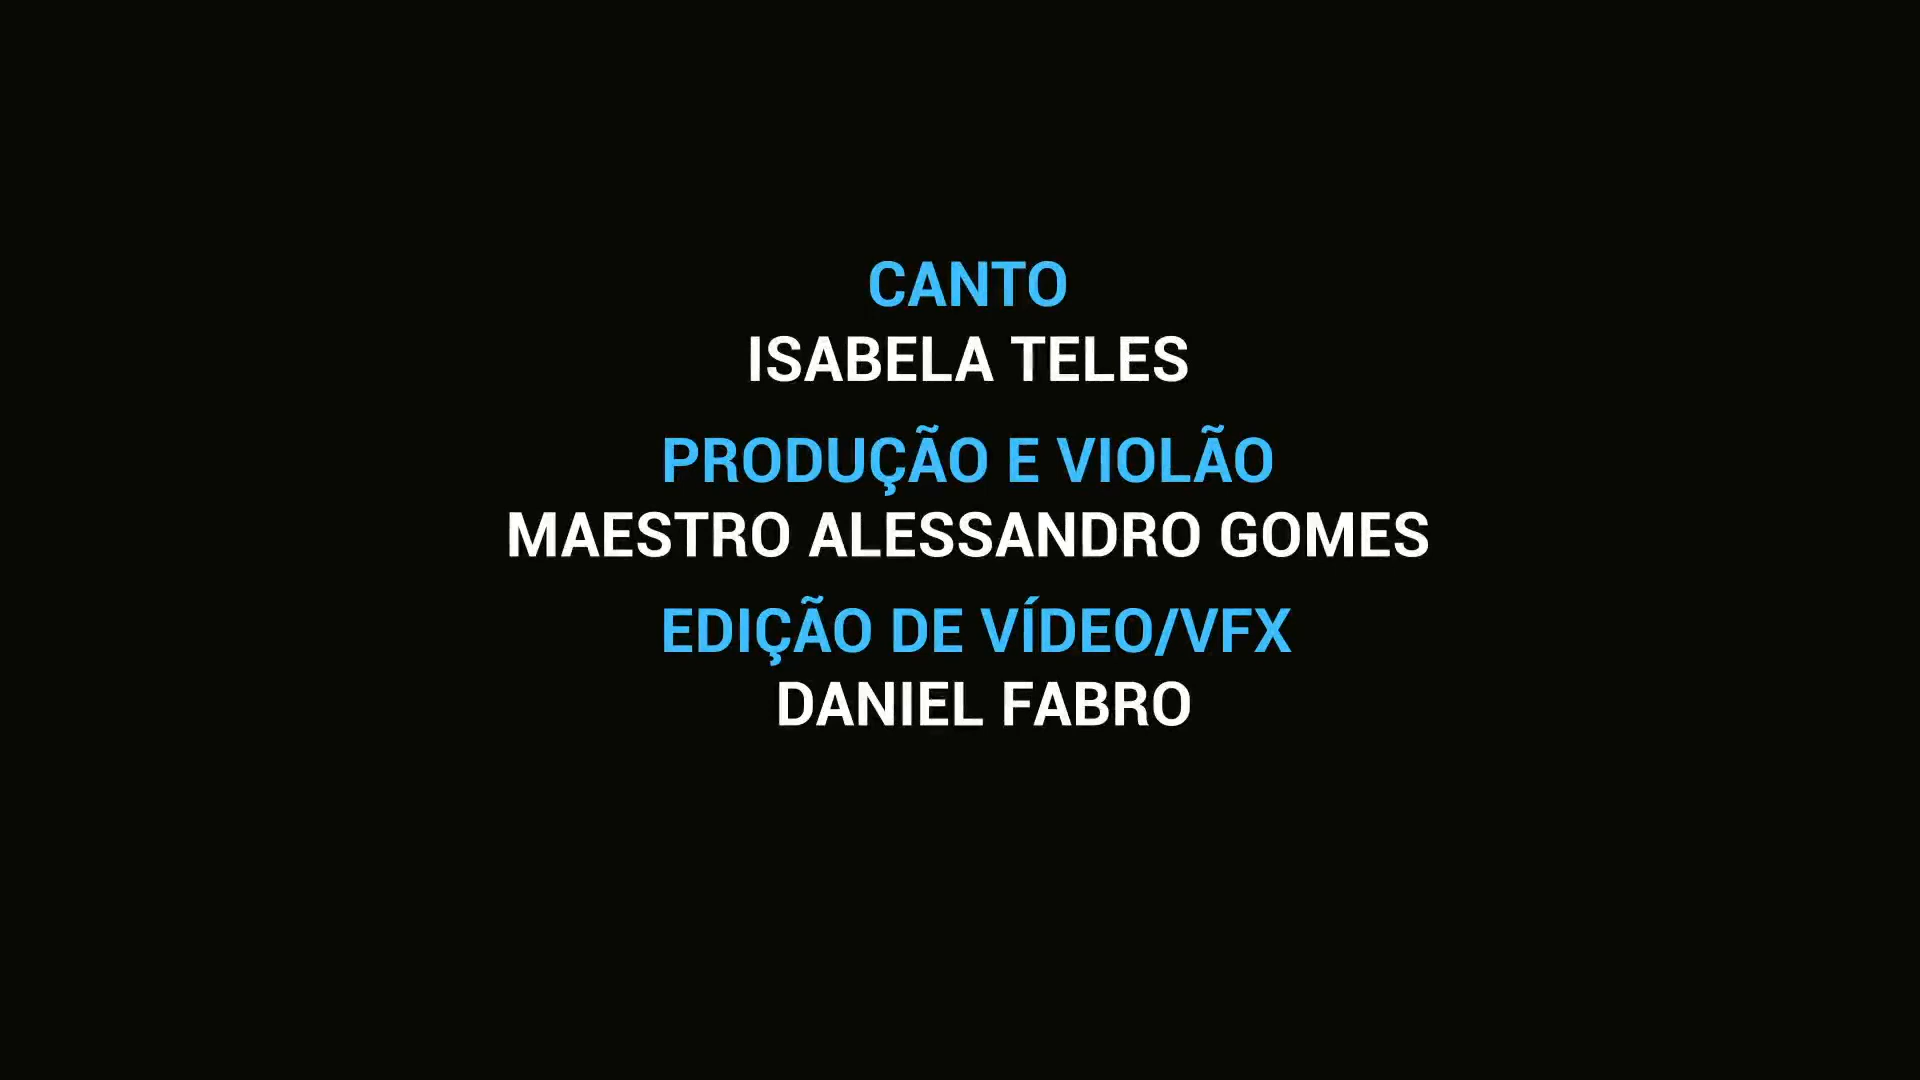 CANTO
ISABELA TELES
PRODUÇÃO E VIOLÃO
MAESTRO ALESSANDRO GOMES
EDIÇÃO DE VÍDEO/VFX
DANIEL FABRO